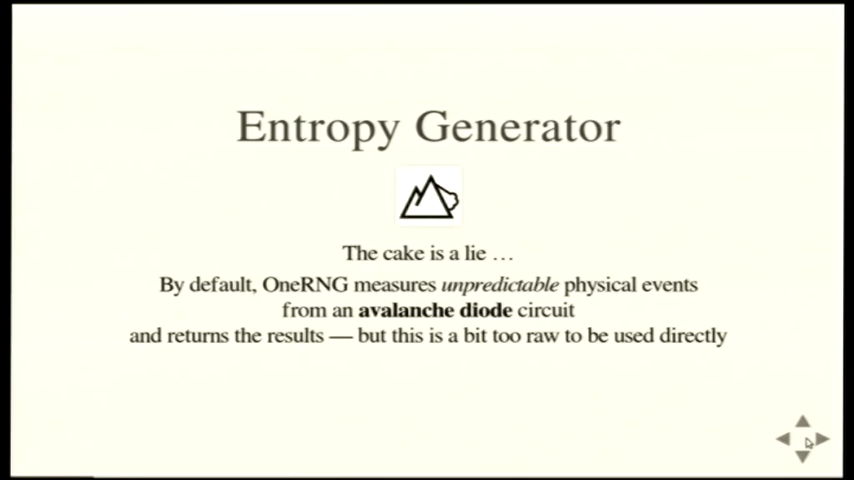 Entropy Generator
The cake is a lie …
By default, OneRNG measures unpredictable physical events
from an avalanche diode circuit
and returns the results — but this is a bit too raw to be used directly